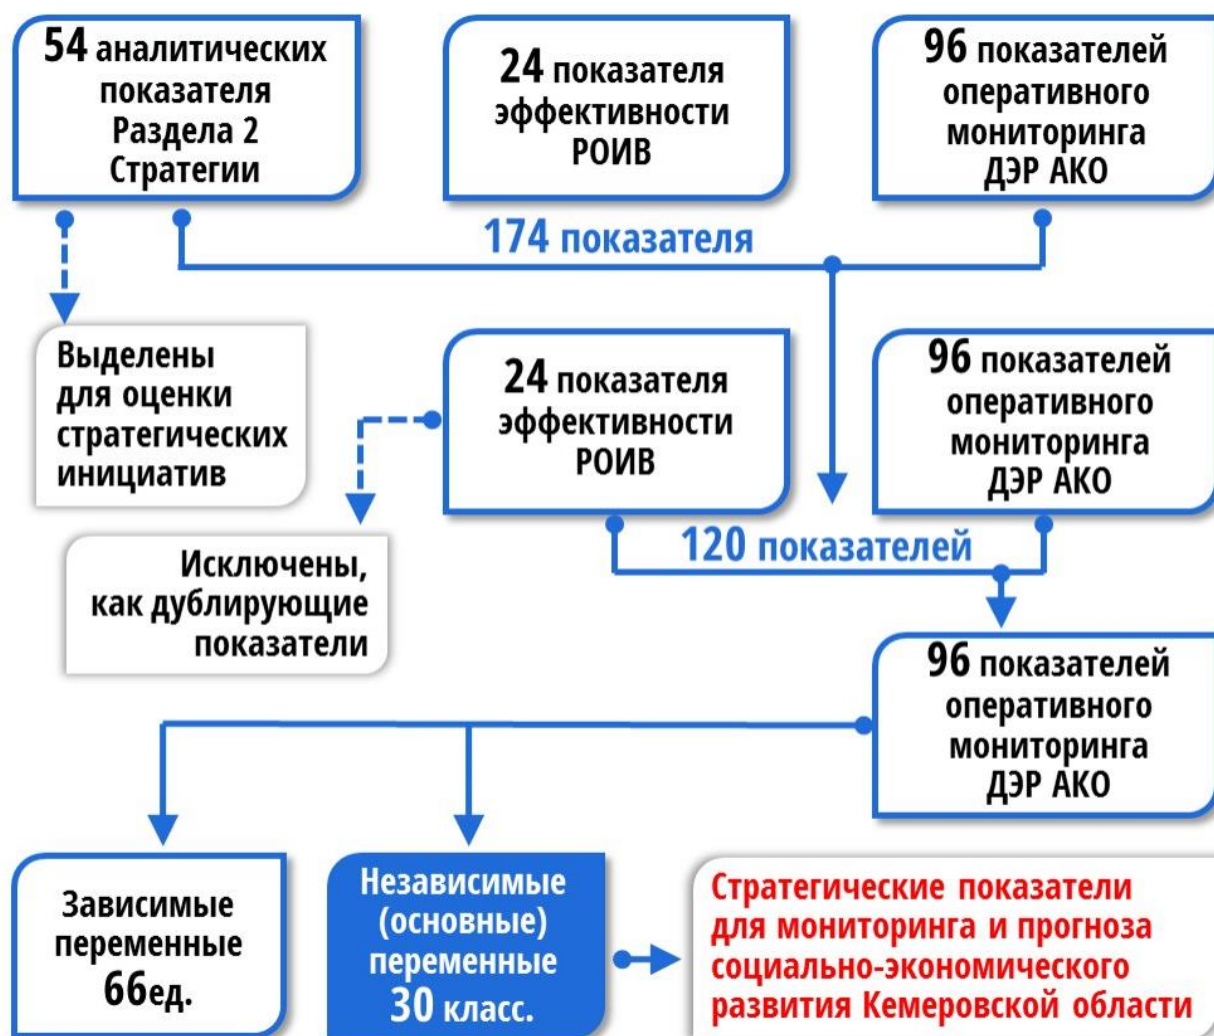 54 аналитических
показателя
Раздела 2
Стратегии
24 показателя
эффективности
РОИВ
96 показателей
оперативного
мониторинга
ДЭР АКО
174 показателя
Выделены
для оценки
стратегических
инициатив
24 показателя
эффективности
РОИВ
96 показателей
оперативного
мониторинга
ДЭР АКО
120 показателей
Исключены,
как дублирующие
показатели
96 показателей
оперативного
мониторинга
ДЭР АКО
Зависимые
переменные
66ед.
Независимые
(основные)
переменные
30 класс.
Стратегические показатели
для мониторинга и прогноза
социально-экономического
развития Кемеровской области